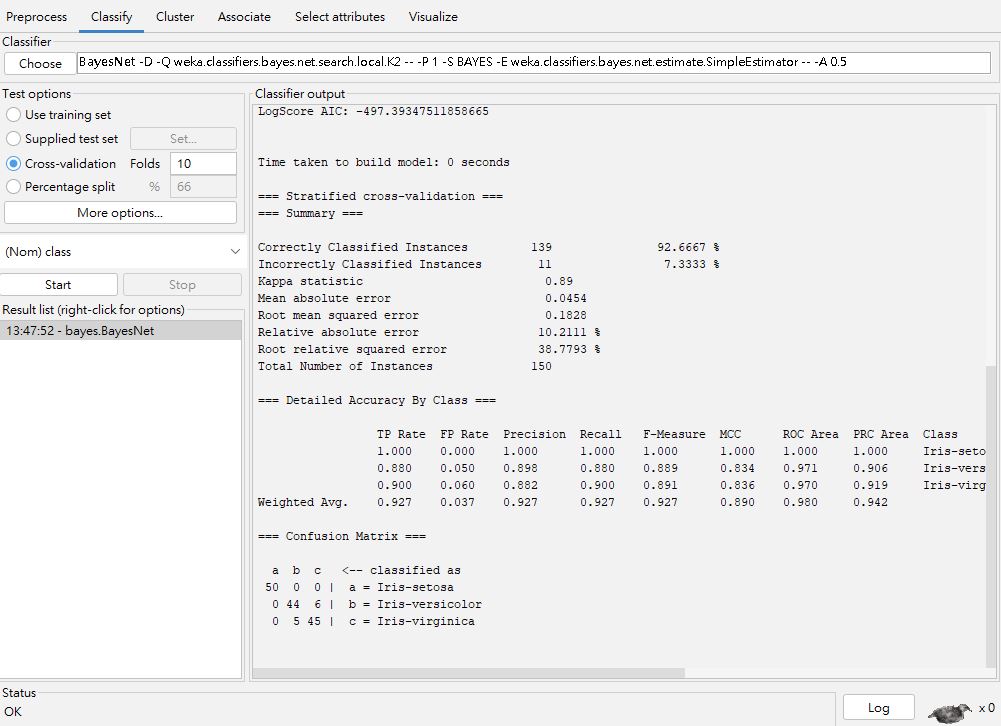 Preprocess Classify Cluster Associate Select attributes Visualize
Classifier
Choose BayesNet -D -Q weka.classifiers.bayes.net.search.local.K2 -- -P 1 -S BAYES -E weka.classifiers.bayes.net.estimate.SimpleEstimator -- -A 0.5
Test options
Use training set
Supplied test set Set...
Cross-validation Folds 10
Percentage split % 66
More options...
(Nom) class
Start Stop
Result list (right-click for options)
13:47:52 - bayes.BayesNet
Classifier output
LogScore AIC: -497.39347511858665
Time taken to build model: 0 seconds
=== Stratified cross-validation ===
=== Summary ===
Correctly Classified Instances 139 92.6667 %
Incorrectly Classified Instances 11 7.3333 %
Kappa statistic 0.89
Mean absolute error 0.0454
Root mean squared error 0.1828
Relative absolute error 10.2111 %
Root relative squared error 38.7793 %
Total Number of Instances 150
=== Detailed Accuracy By Class ===
TP Rate FP Rate Precision Recall F-Measure MCC ROC Area PRC Area Class
1.000 0.000 1.000 1.000 1.000 1.000 1.000 1.000 Iris-seto
0.880 0.050 0.898 0.880 0.889 0.834 0.971 0.906 Iris-vers
0.900 0.060 0.882 0.900 0.891 0.836 0.970 0.919 Iris-virg
Weighted Avg. 0.927 0.037 0.927 0.927 0.927 0.890 0.980 0.942
=== Confusion Matrix ===
a b c <-- classified as
50 0 0 | a = Iris-setosa
0 44 6 | b = Iris-versicolor
0 5 45 | c = Iris-virginica
Status
OK
Log x 0